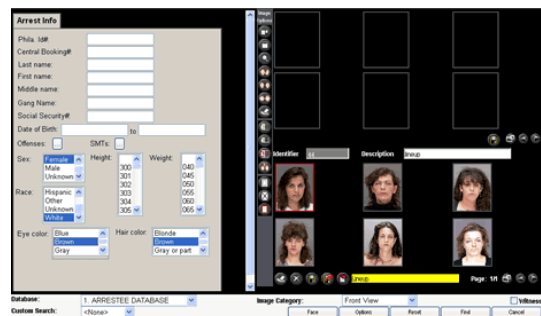 Arrest Info
Image
Options
Phila. Id#:
Central Booking#:
Last name:
First name:
Middle name:
Gang Name:
Social Security#:
Date of Birth: to
Offenses: ... SMTs: ...
Sex: Female Male Unknown
Height: 300 301 302 303 304 305
Weight: 040 045 050 055 060 065
Race: Hispanic Other Unknown White
Eye color: Blue Brown Gray
Hair color: Blonde Brown Gray or part
Identifier Description lineup
Lineup Page: 1/1
Database: 1. ARRESTEE DATABASE Image Category: Front View Witness
Custom Search: <None> Face Options Reset Find Cancel